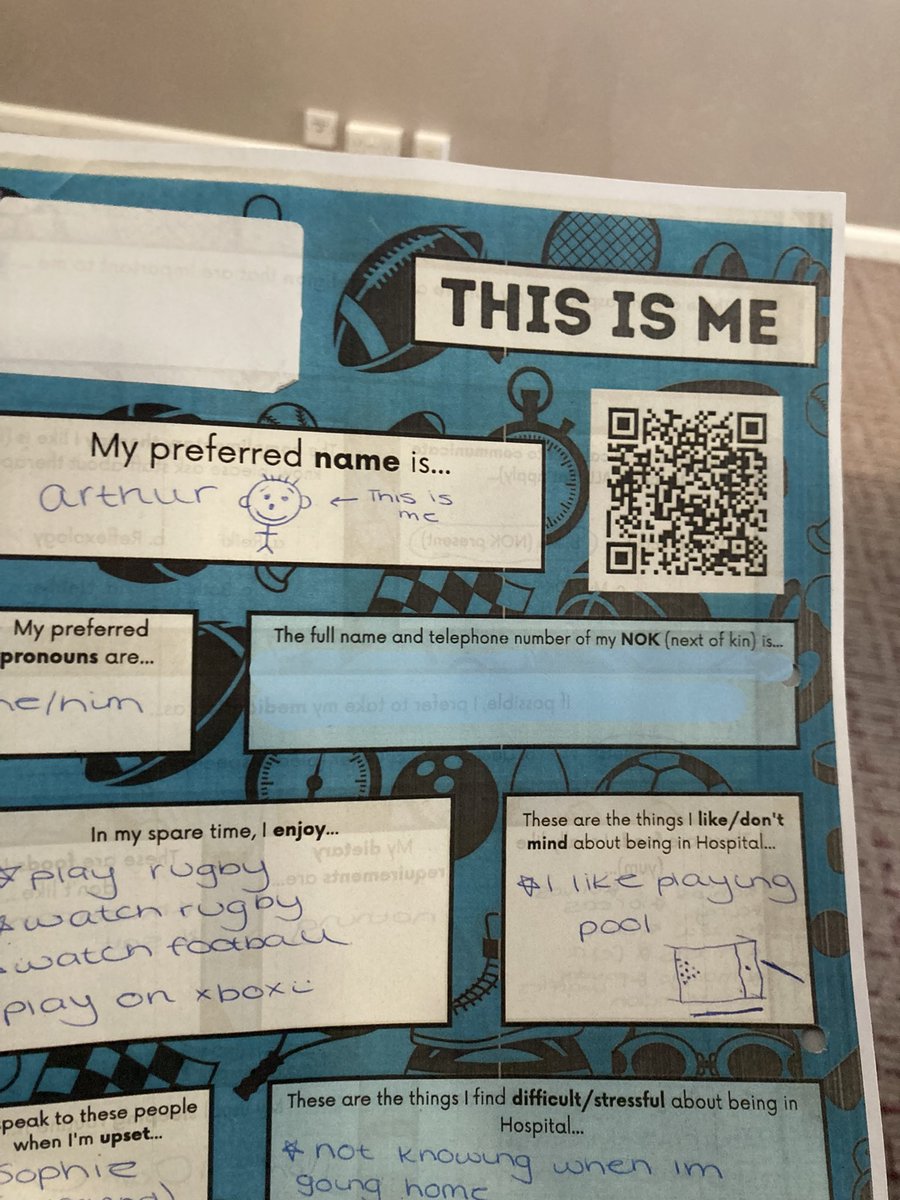 THIS IS ME
My preferred name is...
arthur ← This is
me
My preferred
pronouns are...
he/him
The full name and telephone number of my NOK (next of kin) is...
In my spare time, I enjoy...
play rugby
watch rugby
watch football
play on xbox
These are the things I like/don't
mind about being in Hospital...
I like playing
pool
speak to these people
when I'm upset...
Sophie
These are the things I find difficult/stressful about being in
Hospital...
not knowing when im
going home